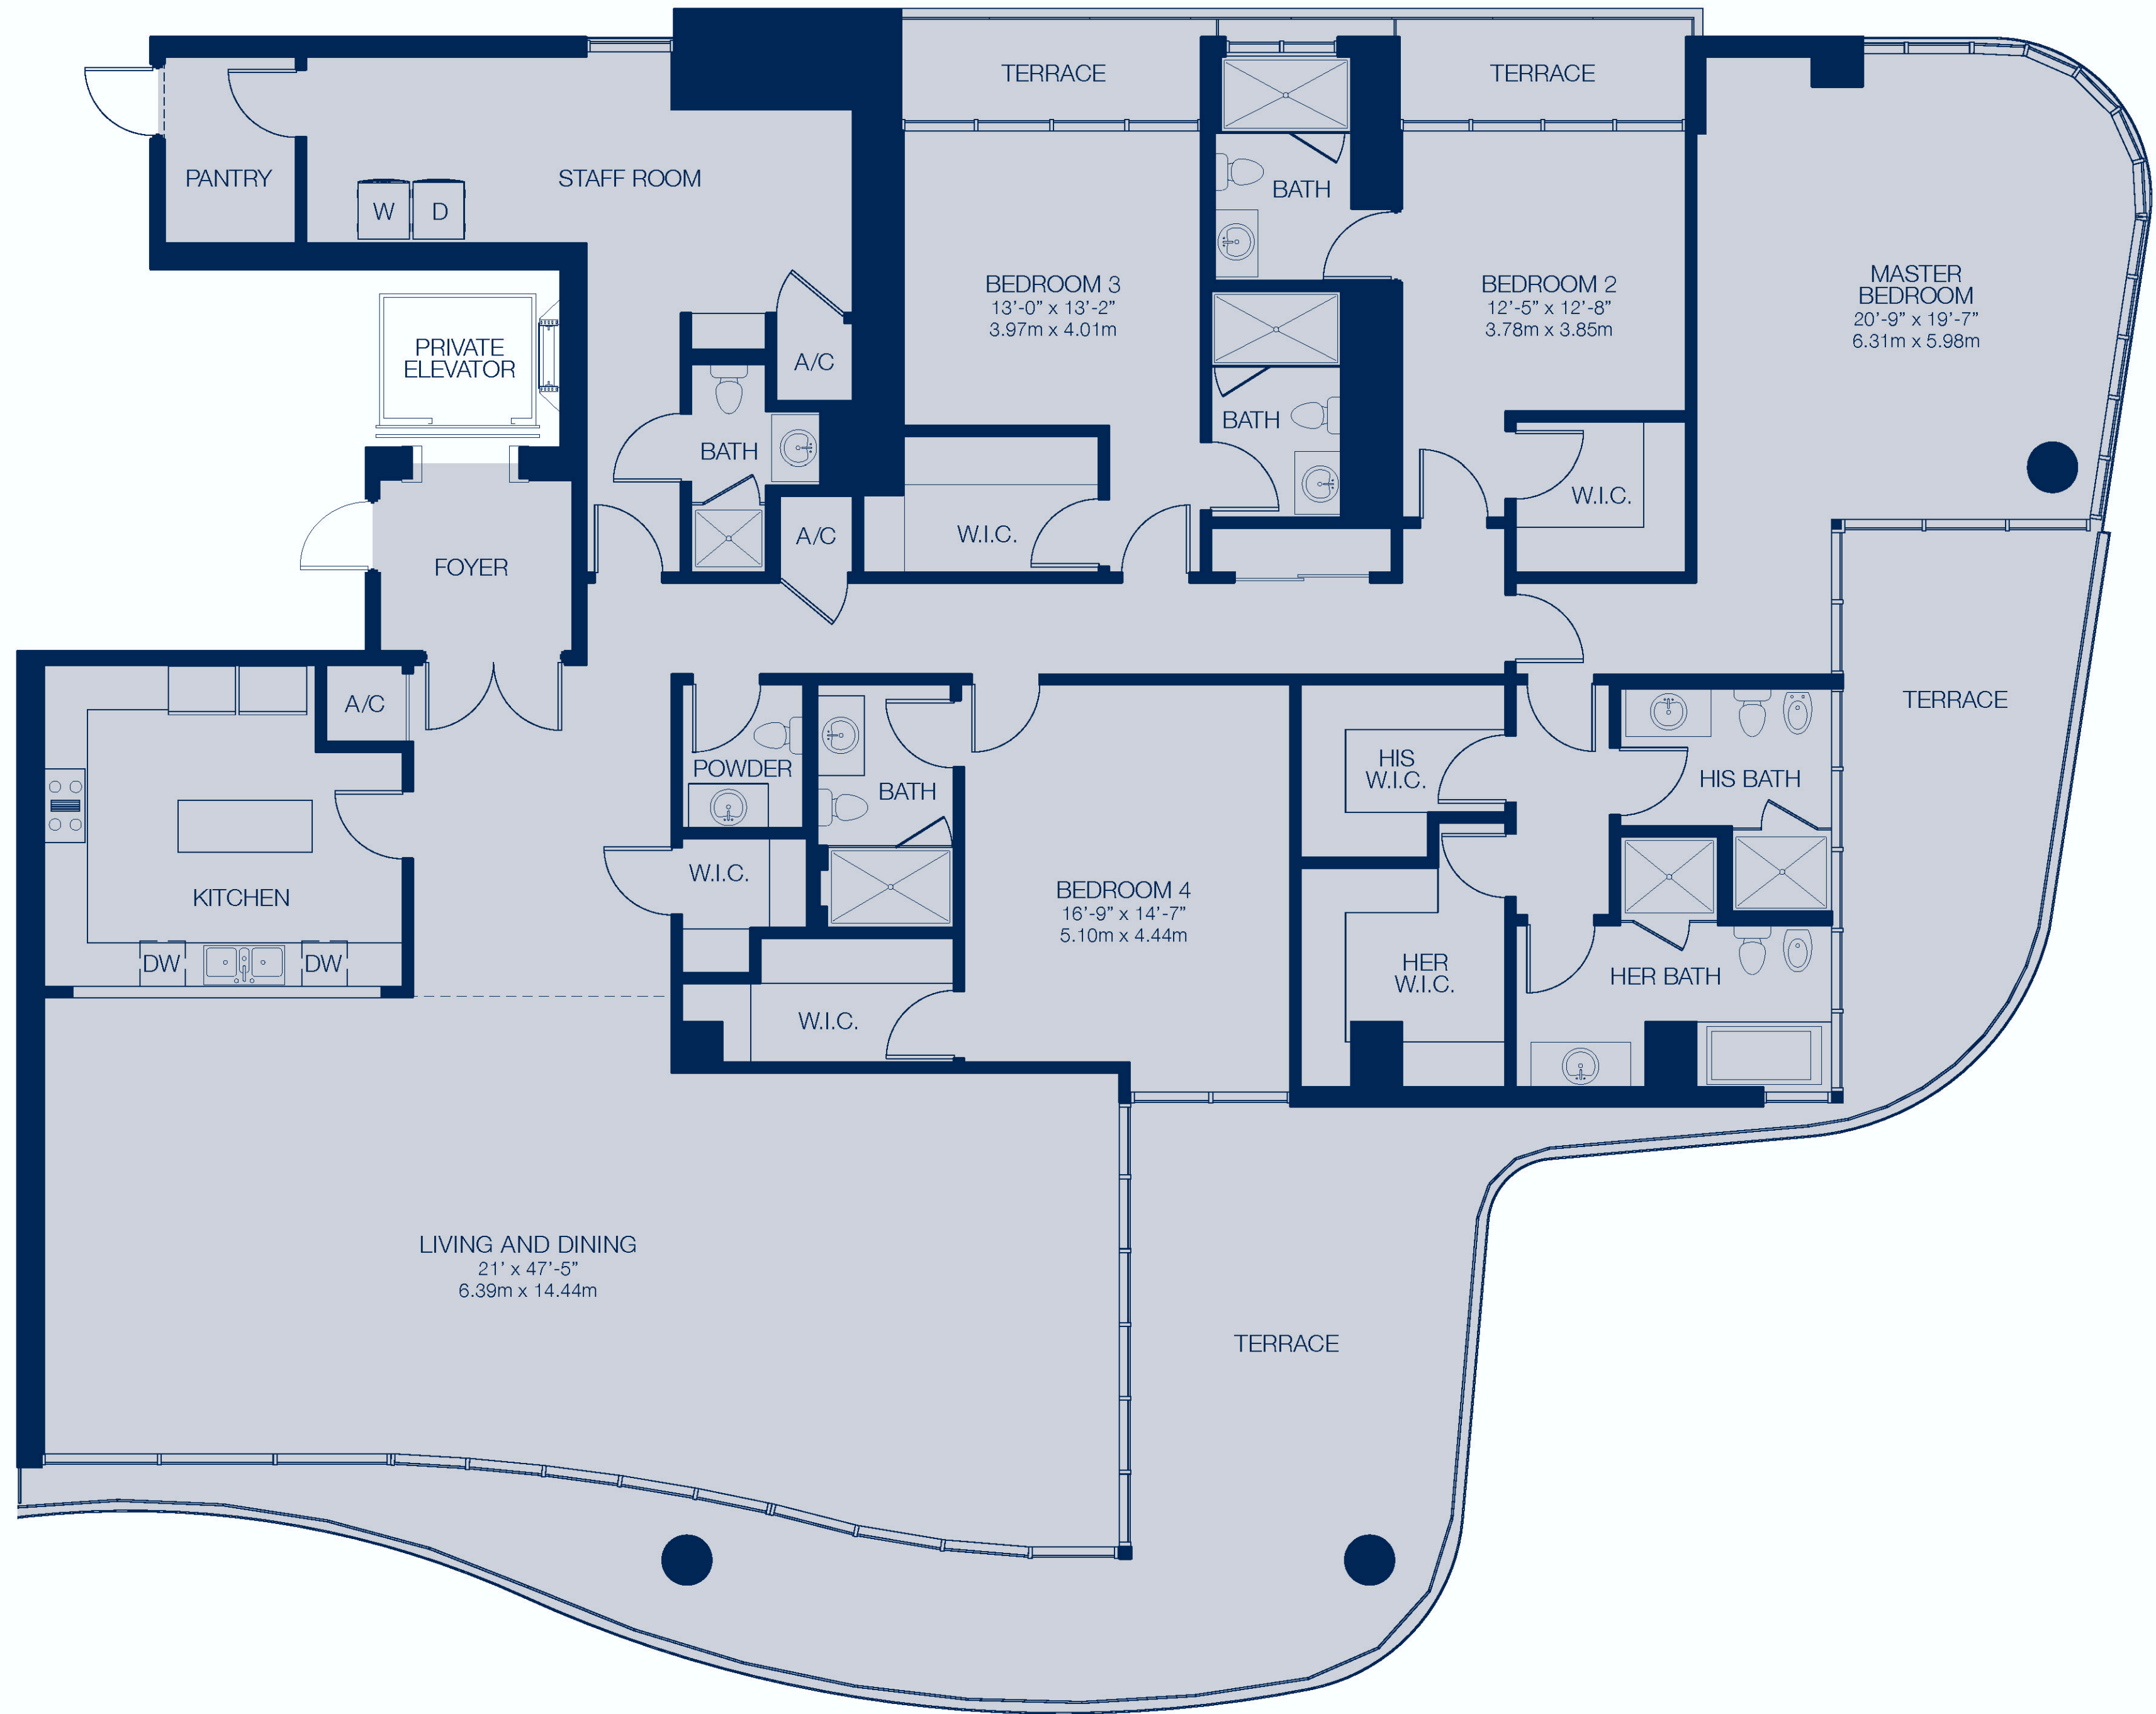 TERRACE
TERRACE
PANTRY
STAFF ROOM
W
D
BATH
BEDROOM 3
13'-0" x 13'-2"
3.97m x 4.01m
BEDROOM 2
12'-5" x 12'-8"
3.78m x 3.85m
MASTER
BEDROOM
20'-9" x 19'-7"
6.31m x 5.98m
PRIVATE
ELEVATOR
A/C
BATH
BATH
W.I.C.
A/C
W.I.C.
FOYER
A/C
TERRACE
POWDER
BATH
HIS
W.I.C.
HIS BATH
KITCHEN
W.I.C.
BEDROOM 4
16'-9" x 14'-7"
5.10m x 4.44m
DW
DW
HER
W.I.C.
HER BATH
W.I.C.
LIVING AND DINING
21' x 47'-5"
6.39m x 14.44m
TERRACE